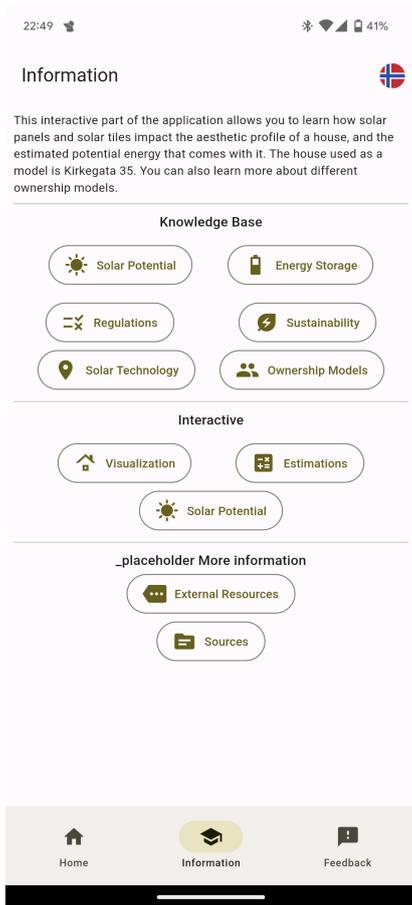 22:49 41%
Information
This interactive part of the application allows you to learn how solar
panels and solar tiles impact the aesthetic profile of a house, and the
estimated potential energy that comes with it. The house used as a
model is Kirkegata 35. You can also learn more about different
ownership models.
Knowledge Base
Solar Potential Energy Storage
Regulations Sustainability
Solar Technology Ownership Models
Interactive
Visualization Estimations
Solar Potential
_placeholder More information
External Resources
Sources
Home Information Feedback